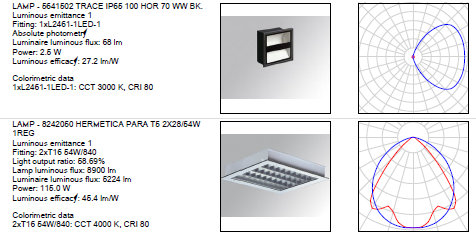 LAMP - 5641502 TRACE IP65 100 HOR 70 WW BK.
Luminous emittance 1
Fitting: 1xL2461-1LED-1
Absolute photometry
Luminaire luminous flux: 68 lm
Power: 2.5 W
Luminous efficacy: 27.2 lm/W
Colorimetric data
1xL2461-1LED-1: CCT 3000 K, CRI 80
LAMP - 8242050 HERMETICA PARA T5 2X28/54W
1REG
Luminous emittance 1
Fitting: 2xT16 54W/840
Light output ratio: 58.69%
Lamp luminous flux: 8900 lm
Luminaire luminous flux: 5224 lm
Power: 115.0 W
Luminous efficacy: 45.4 lm/W
Colorimetric data
2xT16 54W/840: CCT 4000 K, CRI 80